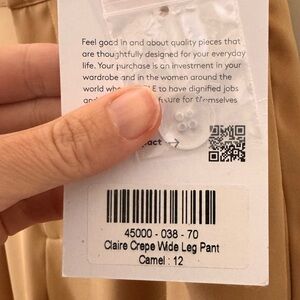 Feel good in and about quality pieces that
are thoughtfully designed for your everyday
life. Your purchase is an investment in your
wardrobe and in the women around the
world LE to have dignified jobs
and for themselves
45000 - 038 - 70
Claire Crepe Wide Leg Pant
Camel : 12